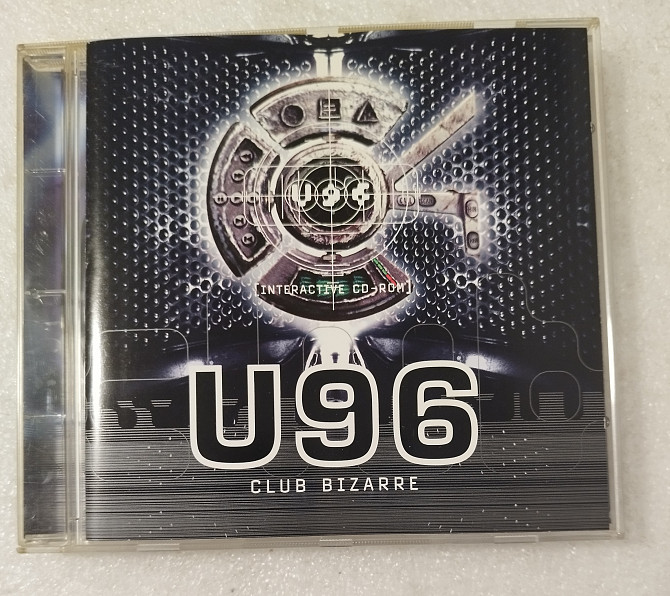 U96
[INTERACTIVE CD-ROM]
U96
CLUB BIZARRE